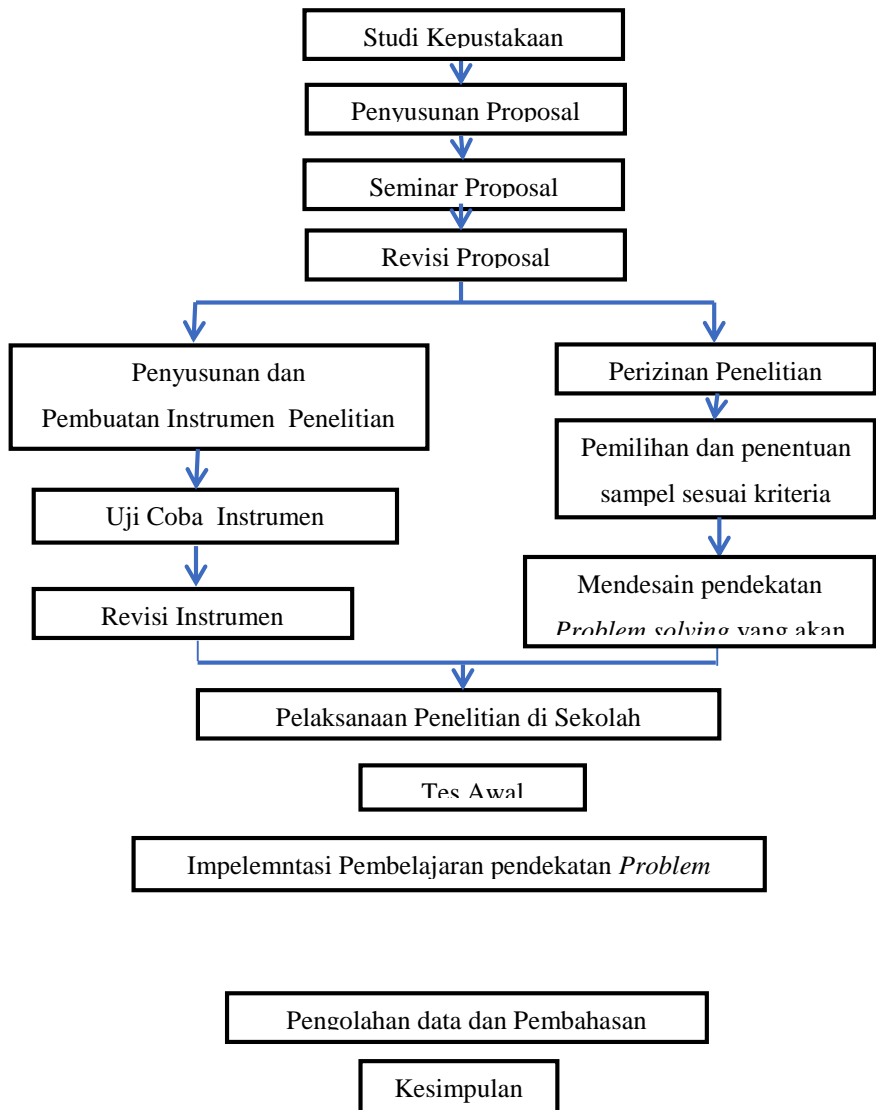 Studi Kepustakaan
Penyusunan Proposal
Seminar Proposal
Revisi Proposal
Penyusunan dan
Pembuatan Instrumen Penelitian
Uji Coba Instrumen
Revisi Instrumen
Perizinan Penelitian
Pemilihan dan penentuan
sampel sesuai kriteria
Mendesain pendekatan
Problem solving yang akan
Pelaksanaan Penelitian di Sekolah
Tes Awal
Impelemntasi Pembelajaran pendekatan Problem
Pengolahan data dan Pembahasan
Kesimpulan